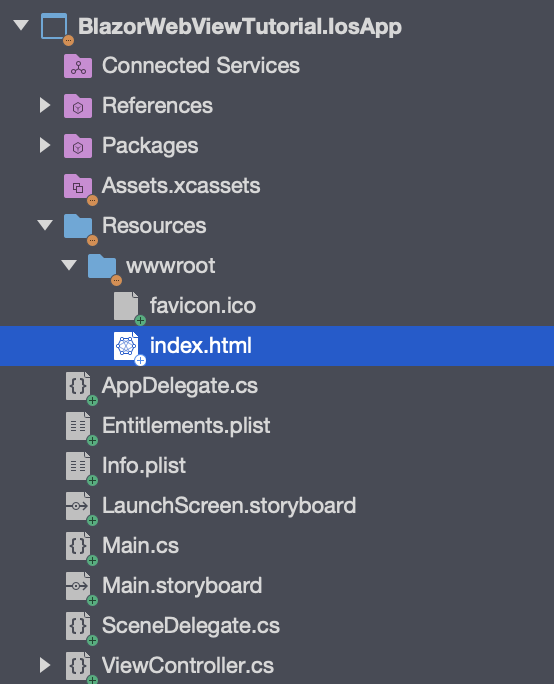 BlazorWebViewTutorial.IosApp
Connected Services
References
Packages
Assets.xcassets
Resources
wwwroot
favicon.ico
index.html
AppDelegate.cs
Entitlements.plist
Info.plist
LaunchScreen.storyboard
Main.cs
Main.storyboard
SceneDelegate.cs
ViewController.cs